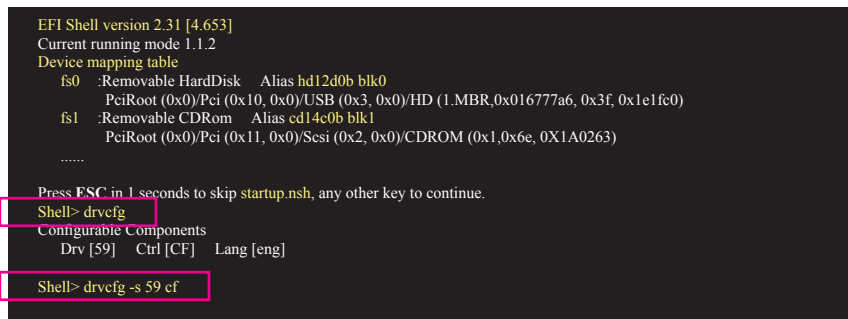 EFI Shell version 2.31 [4.653]
Current running mode 1.1.2
Device mapping table
fs0 :Removable HardDisk Alias hd12d0b blk0
PciRoot (0x0)/Pci (0x10, 0x0)/USB (0x3, 0x0)/HD (1.MBR,0x016777a6, 0x3f, 0x1e1fc0)
fs1 :Removable CDRom Alias cd14c0b blk1
PciRoot (0x0)/Pci (0x11, 0x0)/Scsi (0x2, 0x0)/CDROM (0x1,0x6e, 0X1A0263)
......
Press ESC in 1 seconds to skip startup.nsh, any other key to continue.
Shell> drvcfg
Configurable Components
Drv [59] Ctrl [CF] Lang [eng]
Shell> drvcfg -s 59 cf